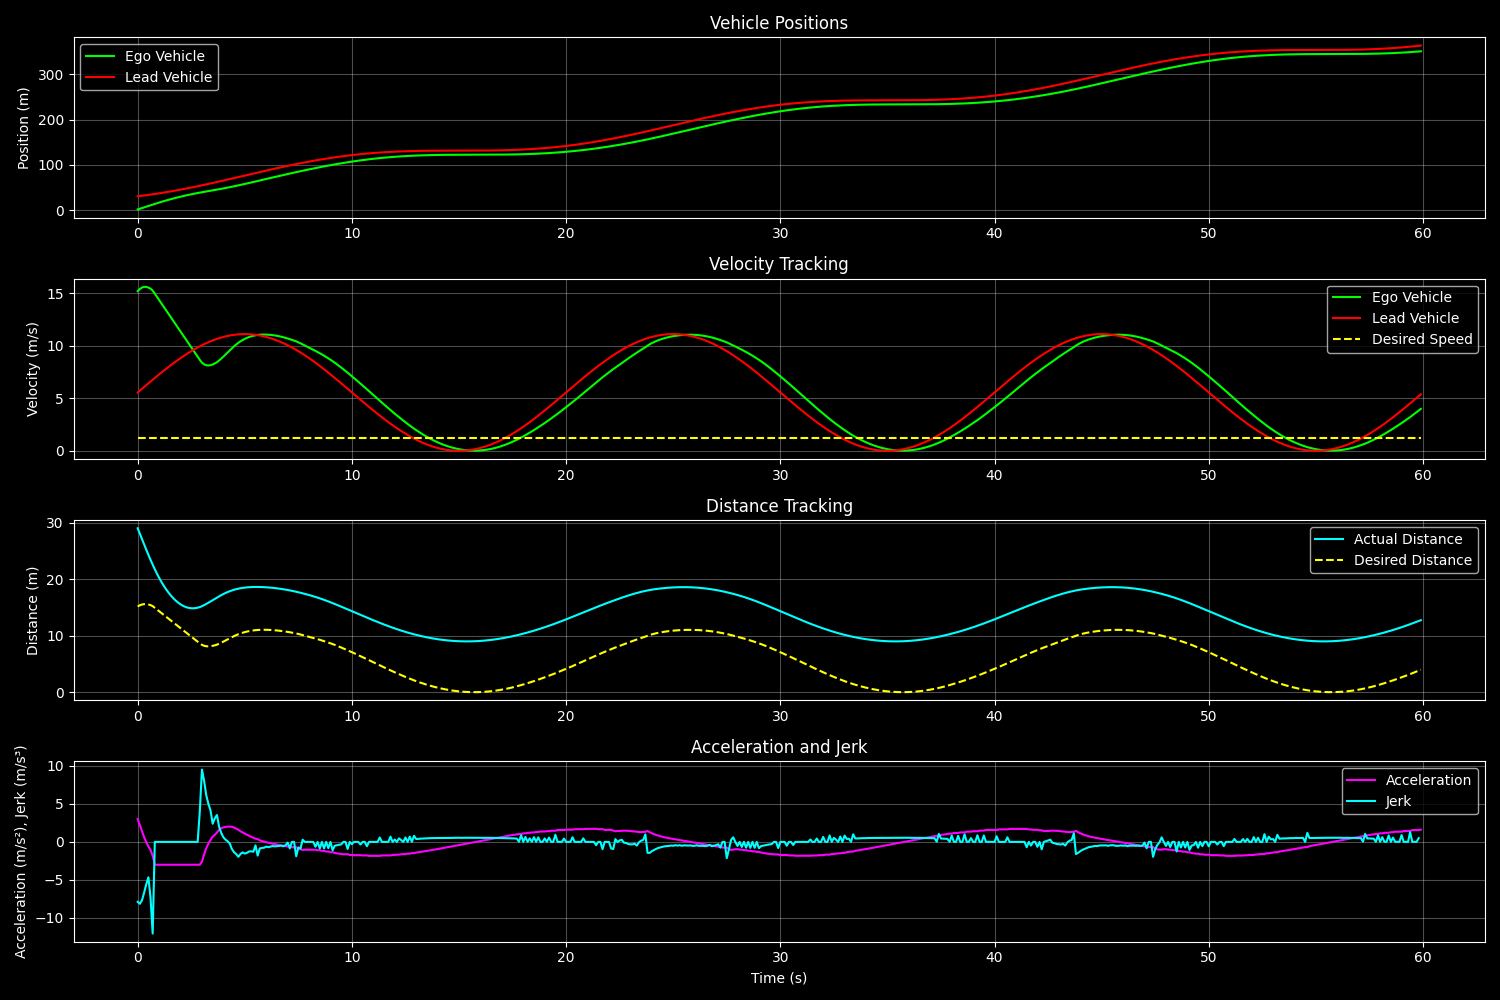 Vehicle Positions
Position (m)
Ego Vehicle
Lead Vehicle
300
200
100
0
0 10 20 30 40 50 60
Velocity Tracking
Velocity (m/s)
Ego Vehicle
Lead Vehicle
Desired Speed
15
10
5
0
0 10 20 30 40 50 60
Distance Tracking
Distance (m)
Actual Distance
Desired Distance
30
20
10
0
0 10 20 30 40 50 60
Acceleration and Jerk
Acceleration (m/s²), Jerk (m/s³)
Acceleration
Jerk
10
5
0
−5
−10
0 10 20 30 40 50 60
Time (s)